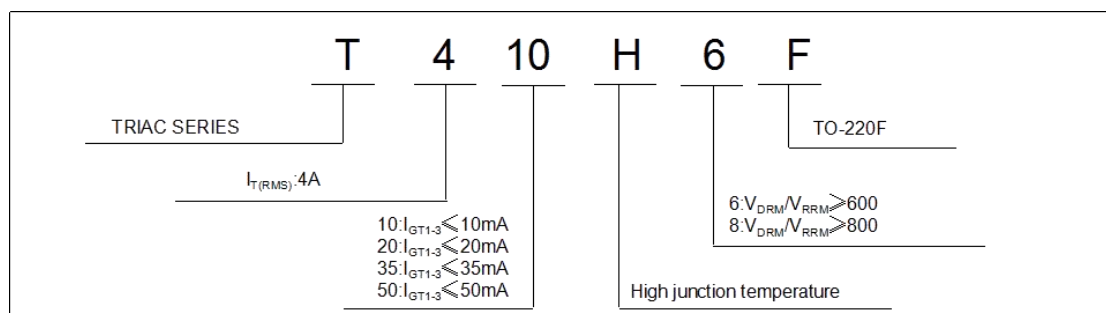 T 4 10 H 6 F
TRIAC SERIES
TO-220F
I_T(RMS):4A
6:V_DRM/V_RRM⩾600
8:V_DRM/V_RRM⩾800
10:I_GT1-3⩽10mA
20:I_GT1-3⩽20mA
35:I_GT1-3⩽35mA
50:I_GT1-3⩽50mA
High junction temperature